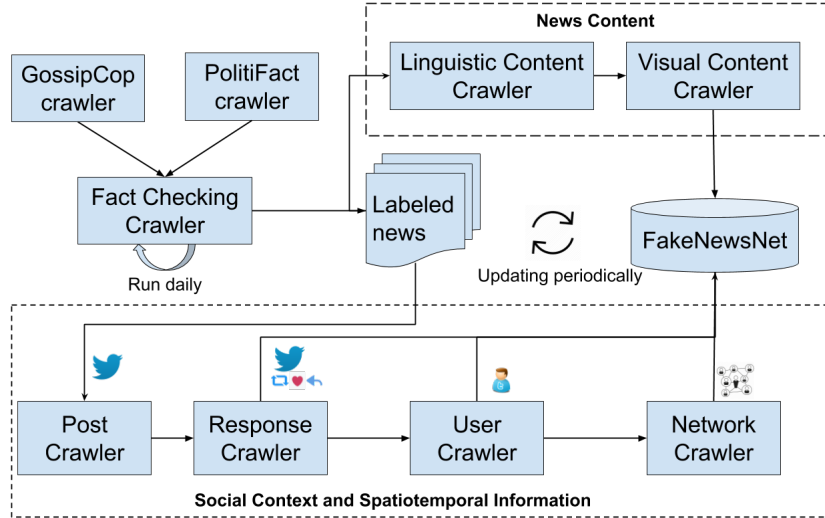 News Content
GossipCop
crawler
PolitiFact
crawler
Linguistic Content
Crawler
Visual Content
Crawler
Fact Checking
Crawler
Run daily
Labeled
news
Updating periodically
FakeNewsNet
Post
Crawler
Response
Crawler
User
Crawler
Network
Crawler
Social Context and Spatiotemporal Information